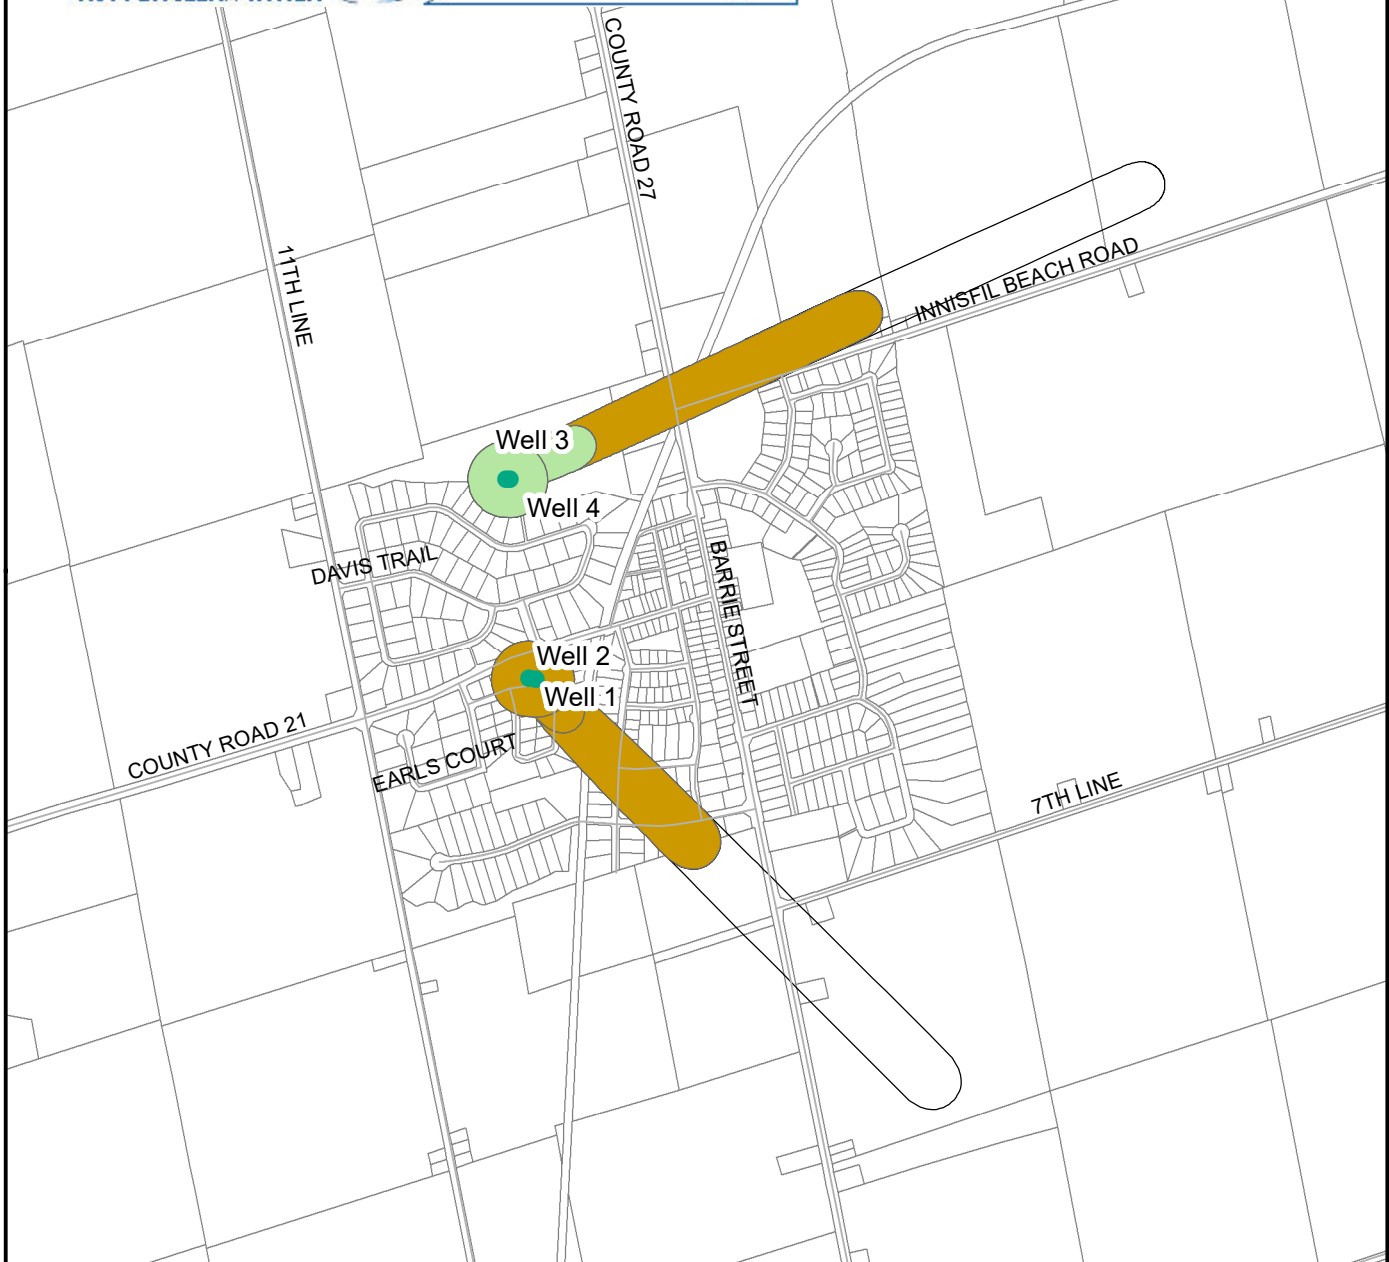 COUNTY ROAD 27
11TH LINE
INNISFIL BEACH ROAD
Well 3
Well 4
DAVIS TRAIL
BARRIE STREET
Well 2
Well 1
COUNTY ROAD 21
EARLS COURT
7TH LINE